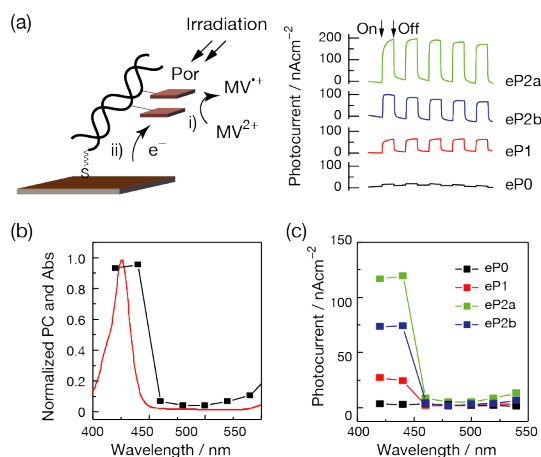 (a)
Irradiation
Por
MV•+
MV2+
i)
ii)
e−
S
On Off
Photocurrent / nAcm−2
200
100
0
100
0
100
0
100
0
eP2a
eP2b
eP1
eP0
(b)
Normalized PC and Abs
1.0
0.8
0.6
0.4
0.2
0
400 450 500 550
Wavelength / nm
(c)
Photocurrent / nAcm−2
150
100
50
25
0
eP0
eP1
eP2a
eP2b
400 450 500 550
Wavelength / nm